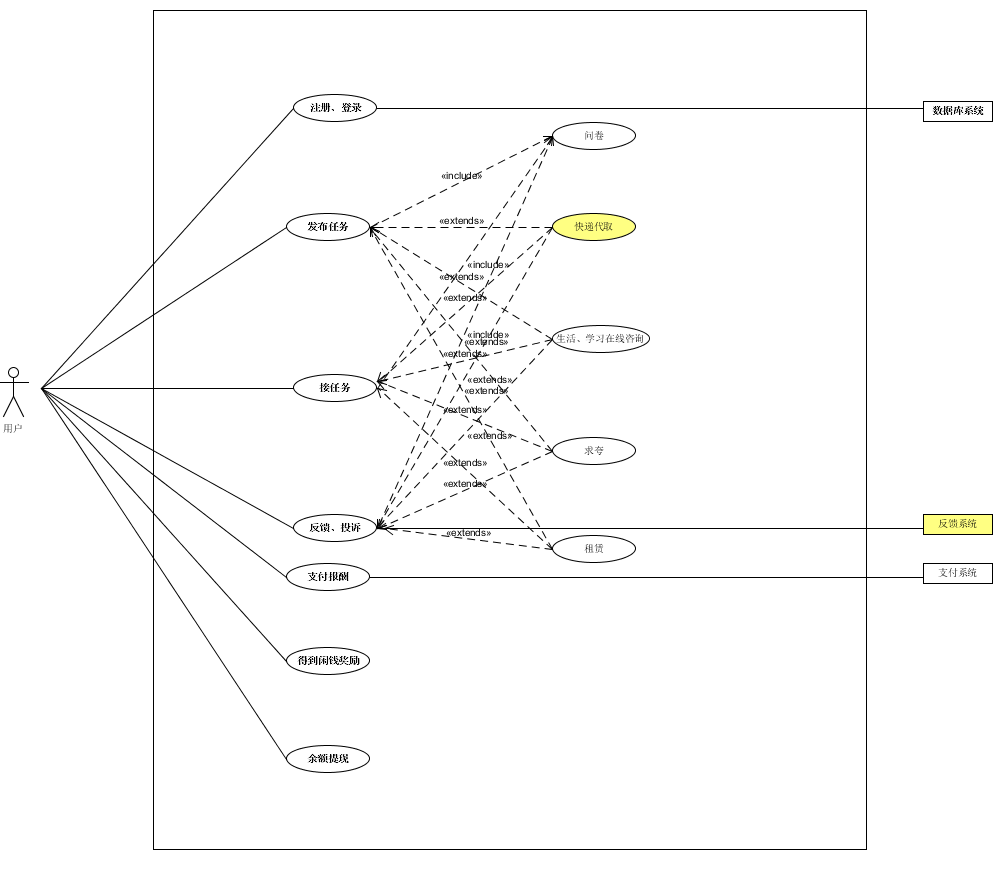 注册、登录
数据库系统
问卷
«include»
«extends»
发布任务
快递代取
«include»
«extends»
«extends»
«include»
生活、学习在线咨询
«extends»
«extends»
用户
接任务
«extends»
«extends»
«extends»
«extends»
求夸
«extends»
«extends»
反馈、投诉
反馈系统
«extends»
租赁
支付报酬
支付系统
得到闲钱奖励
余额提现